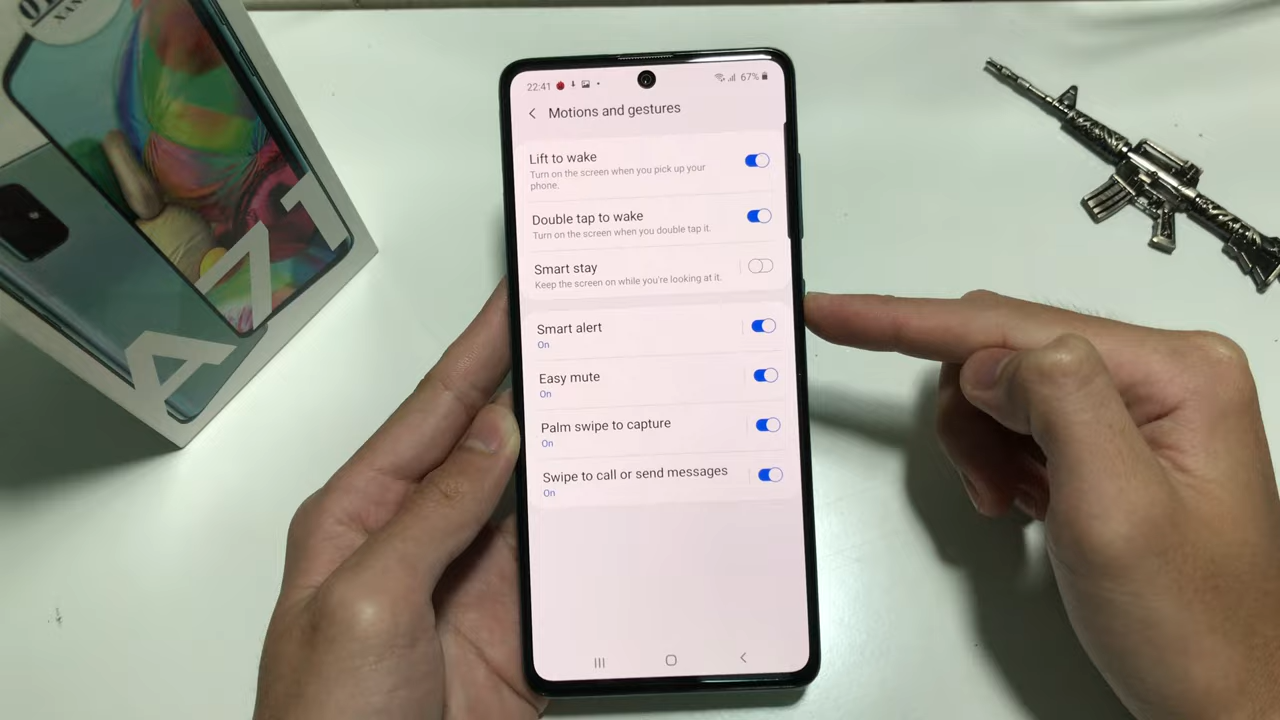 A71
22:41
67%
Motions and gestures
Lift to wake
Turn on the screen when you pick up your
phone.
Double tap to wake
Turn on the screen when you double tap it.
Smart stay
Keep the screen on while you're looking at it.
Smart alert
On
Easy mute
On
Palm swipe to capture
On
Swipe to call or send messages
On